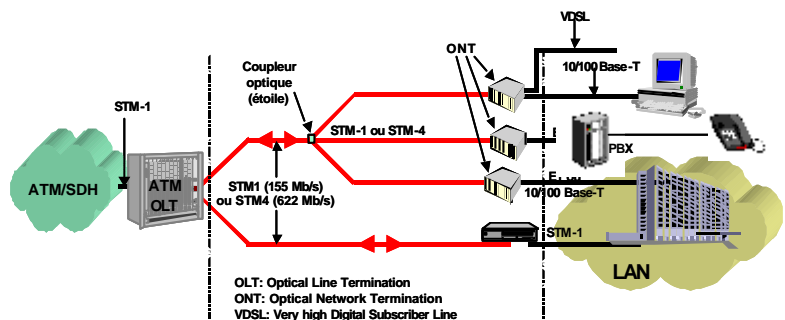 VDSL
ONT
10/100 Base-T
Coupleur
optique
(étoile)
STM-1
STM-1 ou STM-4
ATM/SDH
ATM
OLT
STM1 (155 Mb/s)
ou STM4 (622 Mb/s)
PBX
10/100 Base-T
STM-1
LAN
OLT: Optical Line Termination
ONT: Optical Network Termination
VDSL: Very high Digital Subscriber Line